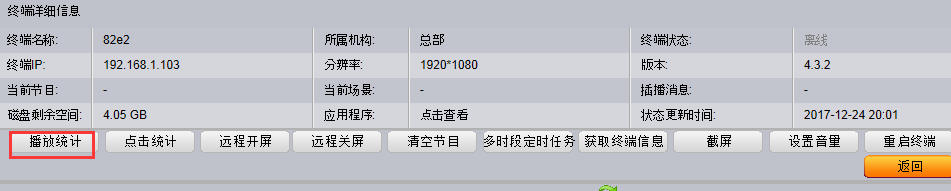 终端详细信息
终端名称: 82e2 所属机构: 总部 终端状态: 离线
终端IP: 192.168.1.103 分辨率: 1920*1080 版本: 4.3.2
当前节目: - 当前场景: - 插播消息: -
磁盘剩余空间: 4.05 GB 应用程序: 点击查看 状态更新时间: 2017-12-24 20:01
播放统计 点击统计 远程开屏 远程关屏 清空节目 多时段定时任务 获取终端信息 截屏 设置音量 重启终端
返回